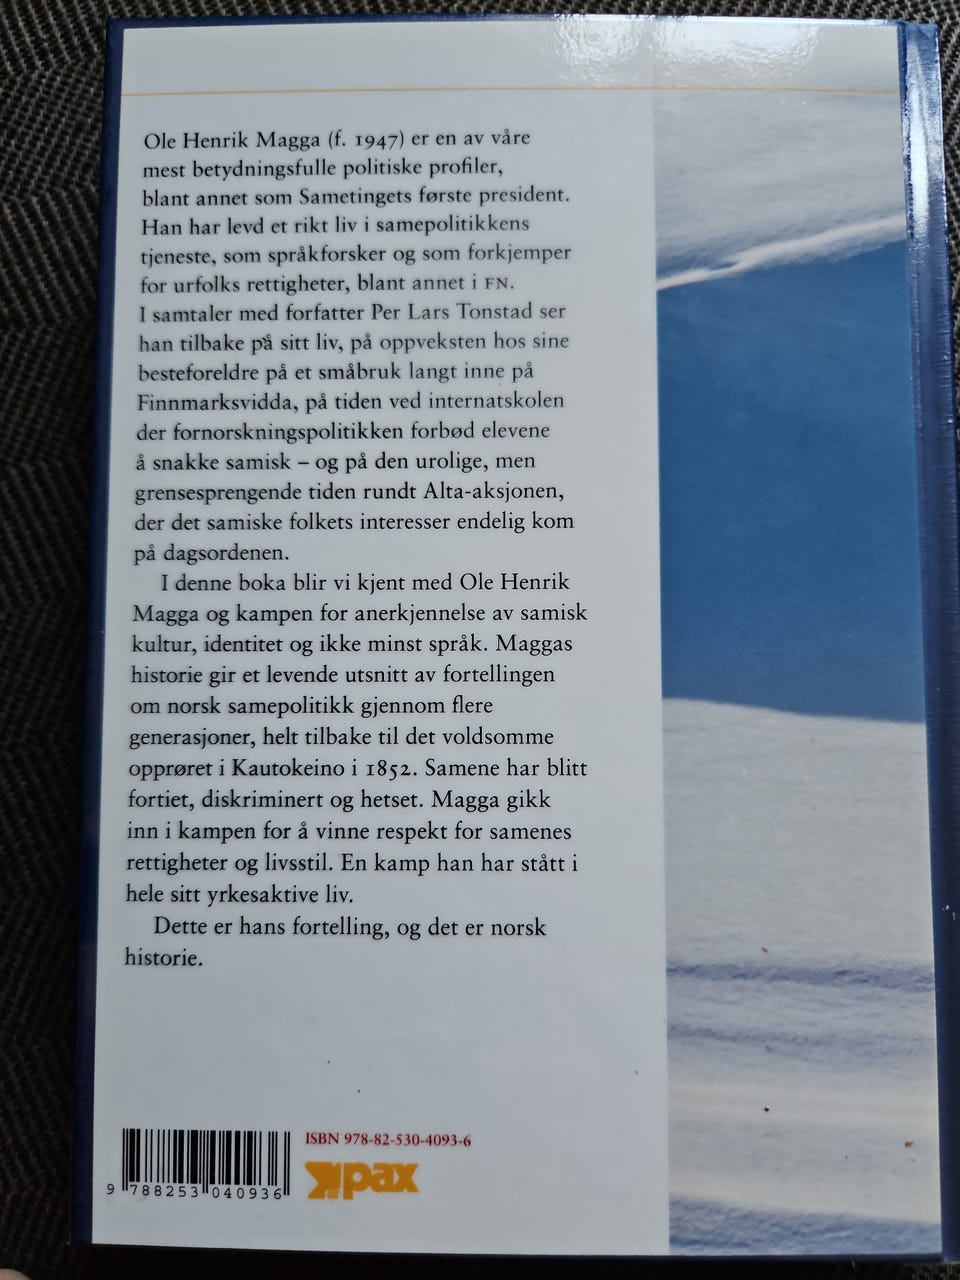 Ole Henrik Magga (f. 1947) er en av våre
mest betydningsfulle politiske profiler,
blant annet som Sametingets første president.
Han har levd et rikt liv i samepolitikkens
tjeneste, som språkforsker og som forkjemper
for urfolks rettigheter, blant annet i FN.
I samtaler med forfatter Per Lars Tonstad ser
han tilbake på sitt liv, på oppveksten hos sine
besteforeldre på et småbruk langt inne på
Finnmarksvidda, på tiden ved internatskolen
der fornorskningspolitikken forbød elevene
å snakke samisk – og på den urolige, men
grensesprengende tiden rundt Alta-aksjonen,
der det samiske folkets interesser endelig kom
på dagsordenen.
I denne boka blir vi kjent med Ole Henrik
Magga og kampen for anerkjennelse av samisk
kultur, identitet og ikke minst språk. Maggas
historie gir et levende utsnitt av fortellingen
om norsk samepolitikk gjennom flere
generasjoner, helt tilbake til det voldsomme
opprøret i Kautokeino i 1852. Samene har blitt
fortiet, diskriminert og hetset. Magga gikk
inn i kampen for å vinne respekt for samenes
rettigheter og livsstil. En kamp han har stått i
hele sitt yrkesaktive liv.
Dette er hans fortelling, og det er norsk
historie.
ISBN 978-82-530-4093-6
pax
9 788253 040936